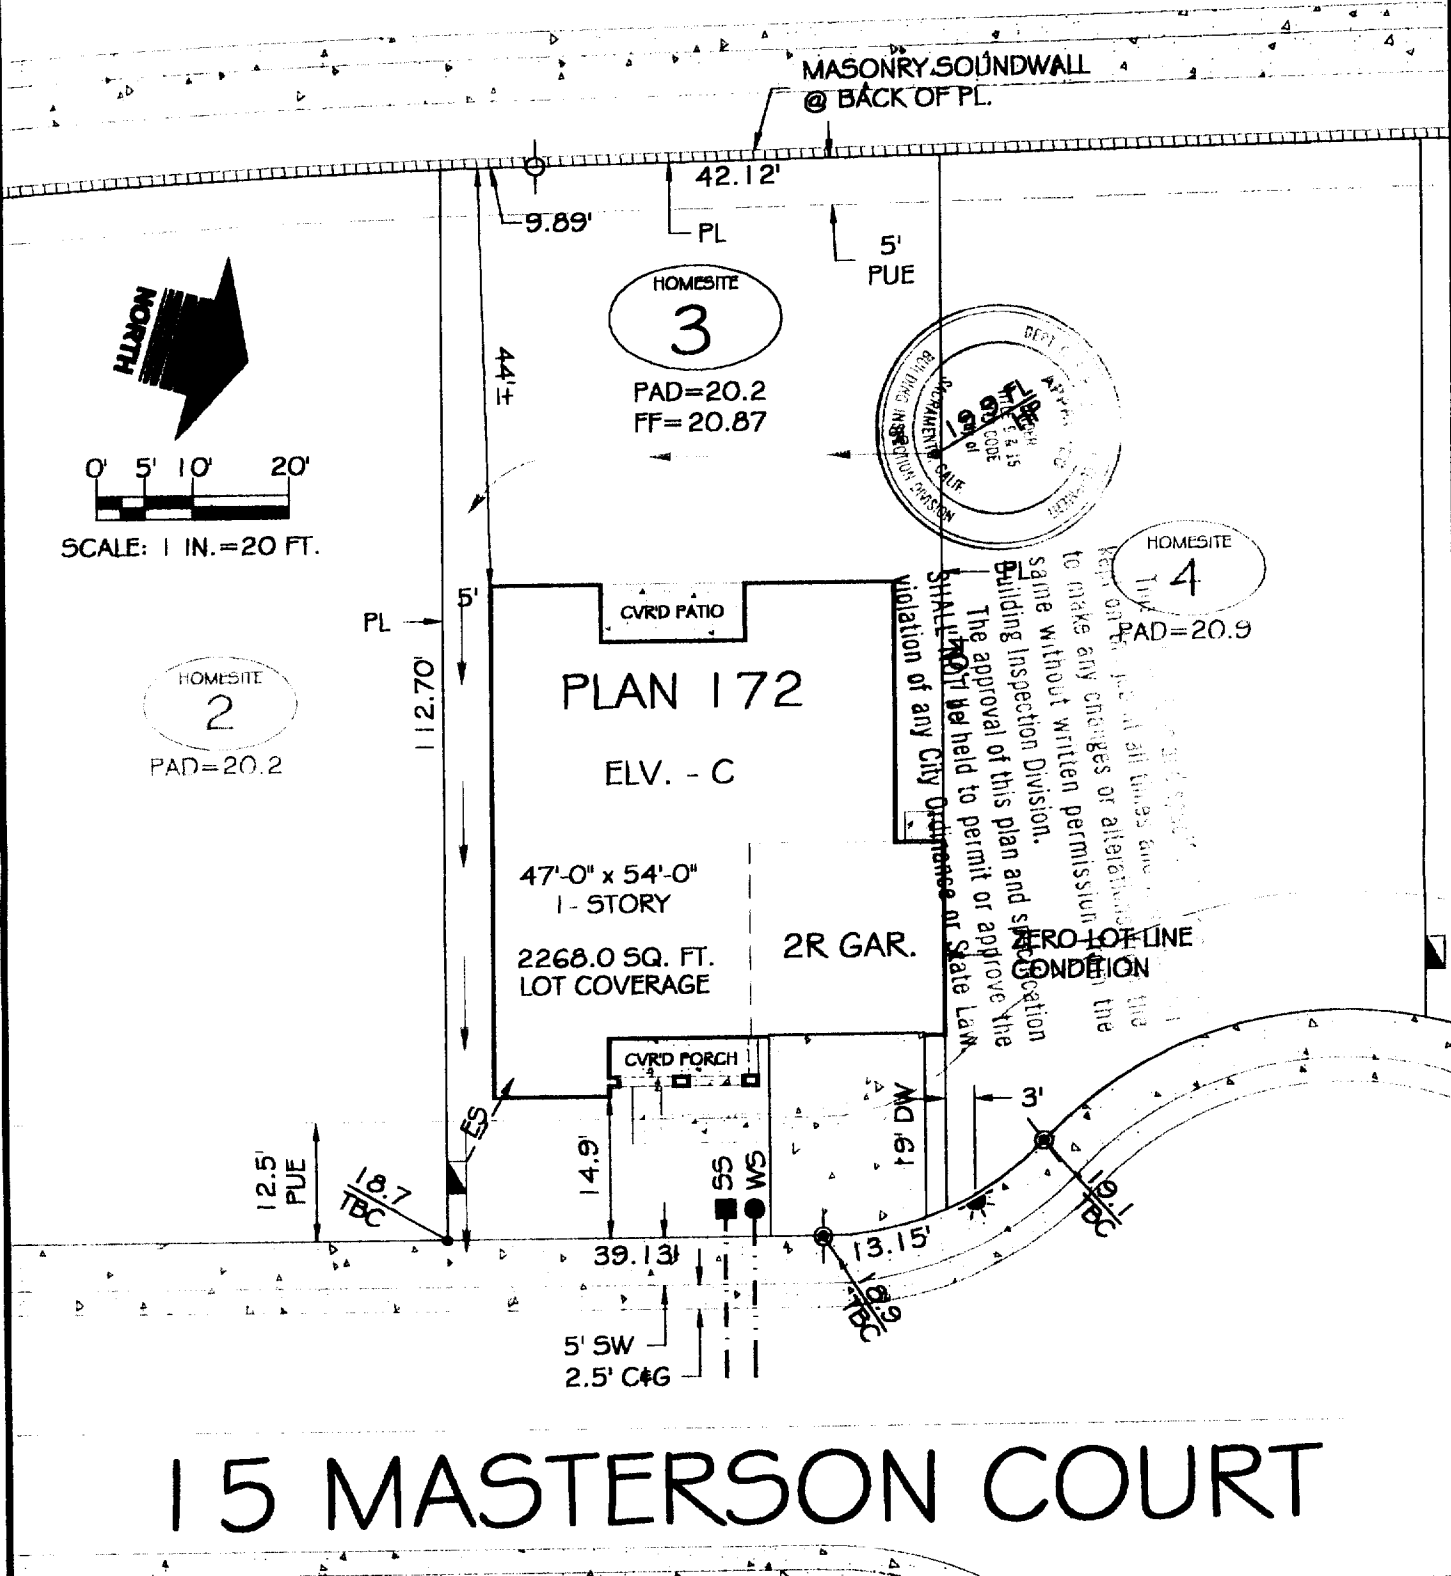 MASONRY SOUNDWALL
@ BACK OF PL.
42.12'
9.89'
PL
5'
PUE
HOMESITE
3
PAD=20.2
FF=20.87
NORTH
44'±
0' 5' 10' 20'
SCALE: 1 IN.=20 FT.
BUILDING INSPECTION DIVISION
SACRAMENTO, CALIF.
HOMESITE
4
PAD=20.9
PL
PL
5'
112.70'
CVR'D PATIO
HOMESITE
2
PAD=20.2
PLAN 172
ELV. - C
47'-0" x 54'-0"
1 - STORY
2268.0 SQ. FT.
LOT COVERAGE
2R GAR.
ZERO LOT LINE
CONDITION
to make any changes or alterations
same without written permission from the
Building Inspection Division.
The approval of this plan and specification
SHALL NOT be held to permit or approve the
violation of any City Ordinance or State Law.
CVR'D PORCH
16' DW
3'
ES
14.9'
SS
WS
12.5'
PUE
18.7
TBC
19.1
TBC
39.13'
13.15'
18.9
TBC
5' SW
2.5' C&G
15 MASTERSON COURT